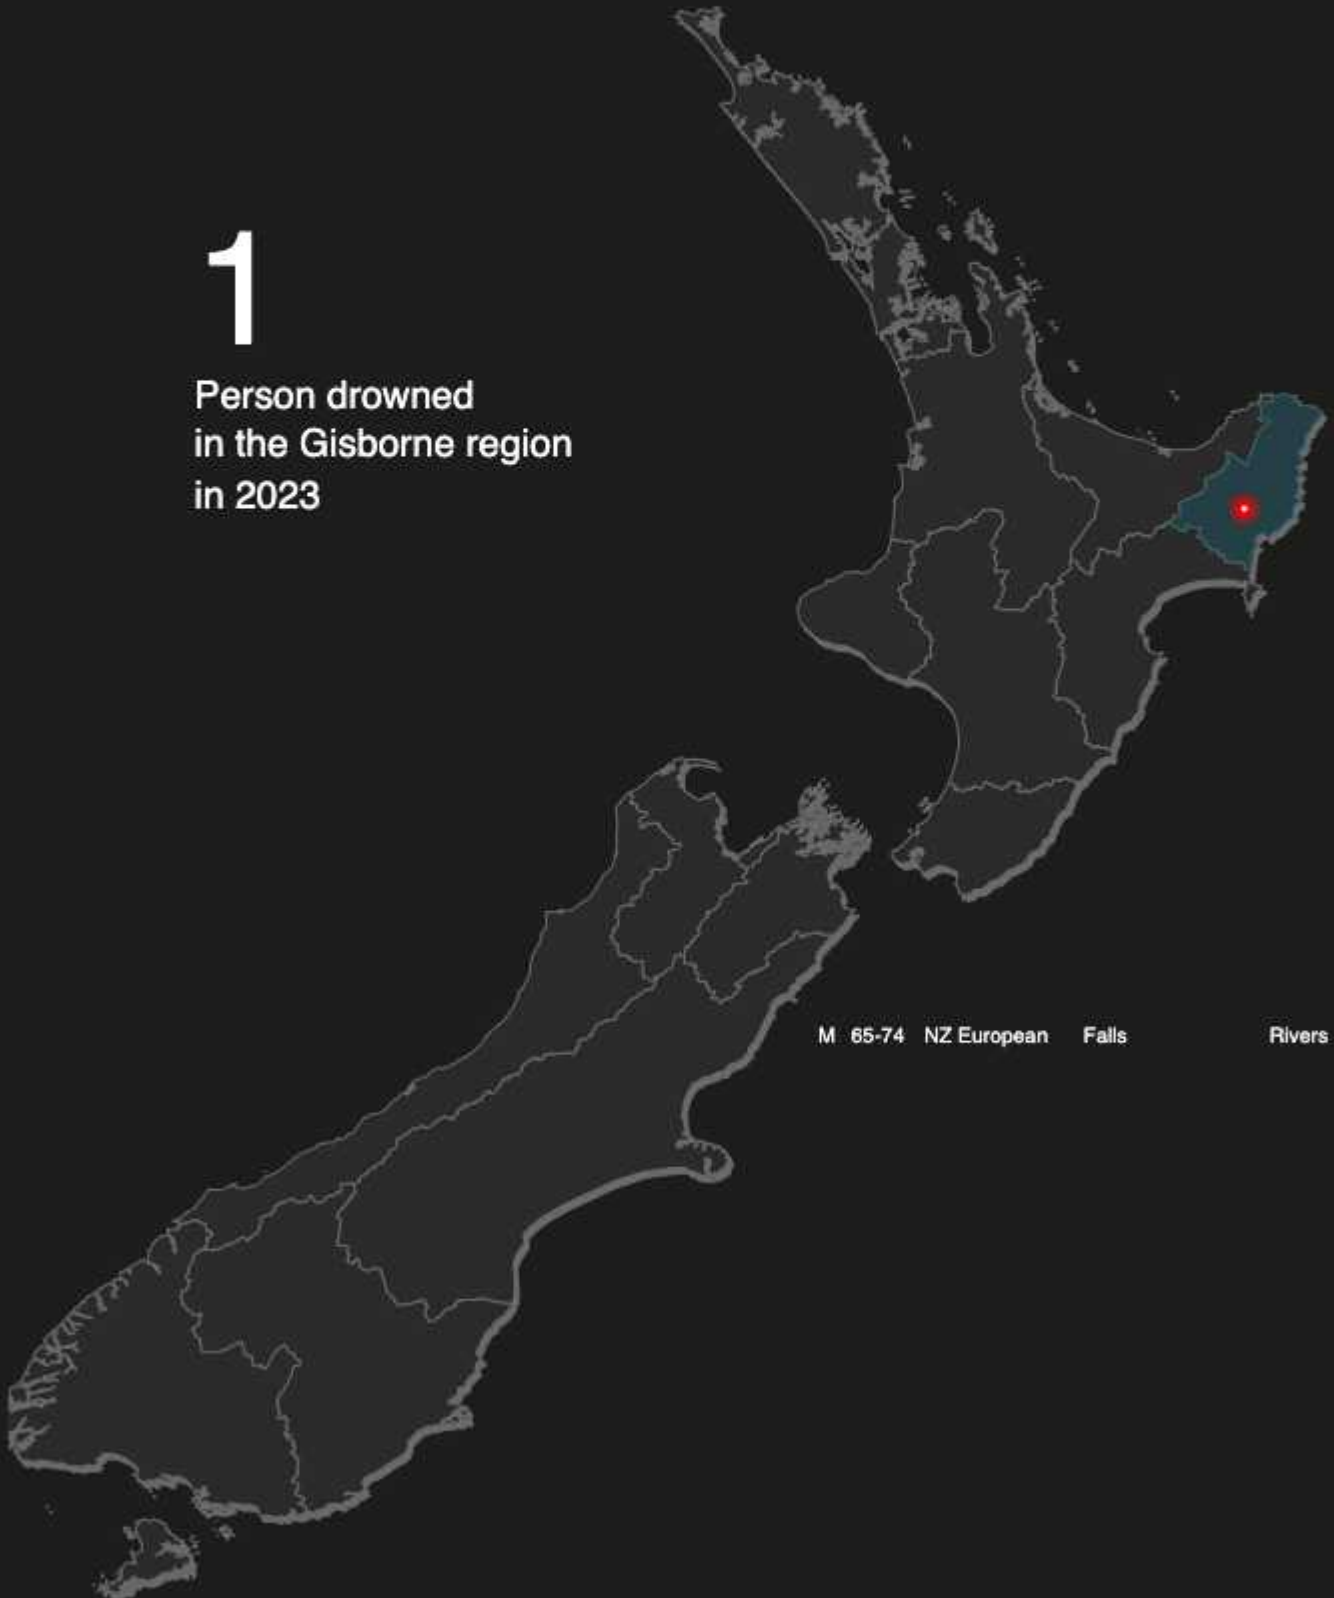 1
Person drowned
in the Gisborne region
in 2023
M 65-74 NZ European Falls Rivers